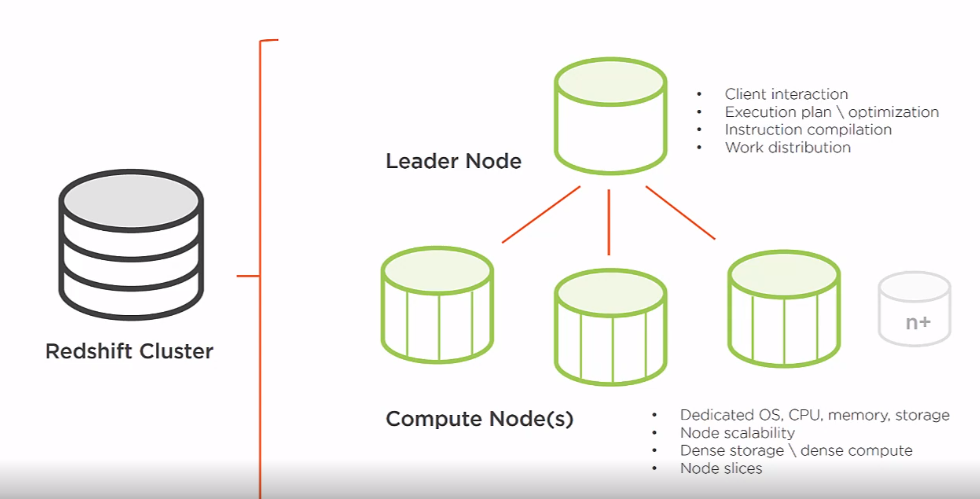 Client interaction
Execution plan \ optimization
Instruction compilation
Work distribution
Leader Node
Redshift Cluster
n+
Compute Node(s)
Dedicated OS, CPU, memory, storage
Node scalability
Dense storage \ dense compute
Node slices